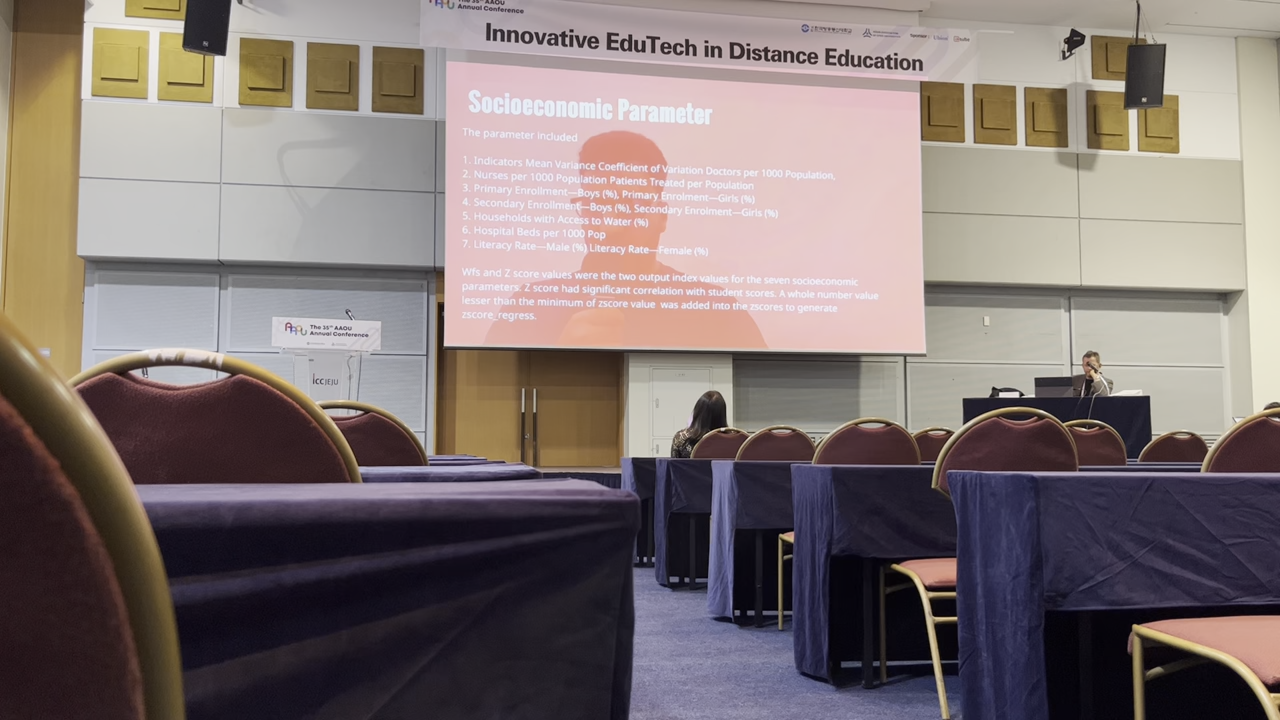 The 35th AAOU
Annual Conference
Innovative EduTech in Distance Education
Socioeconomic Parameter
The parameter included
1. Indicators Mean Variance Coefficient of Variation Doctors per 1000 Population,
2. Nurses per 1000 Population Patients Treated per Population
3. Primary Enrollment—Boys (%), Primary Enrolment—Girls (%)
4. Secondary Enrollment—Boys (%), Secondary Enrolment—Girls (%)
5. Households with Access to Water (%)
6. Hospital Beds per 1000 Pop
7. Literacy Rate—Male (%) Literacy Rate—Female (%)
Wfs and Z score values were the two output index values for the seven socioeconomic
parameters. Z score had significant correlation with student scores. A whole number value
lesser than the minimum of zscore value was added into the zscores to generate
zscore_regress.
AAOU The 35th AAOU
Annual Conference
icc JEJU